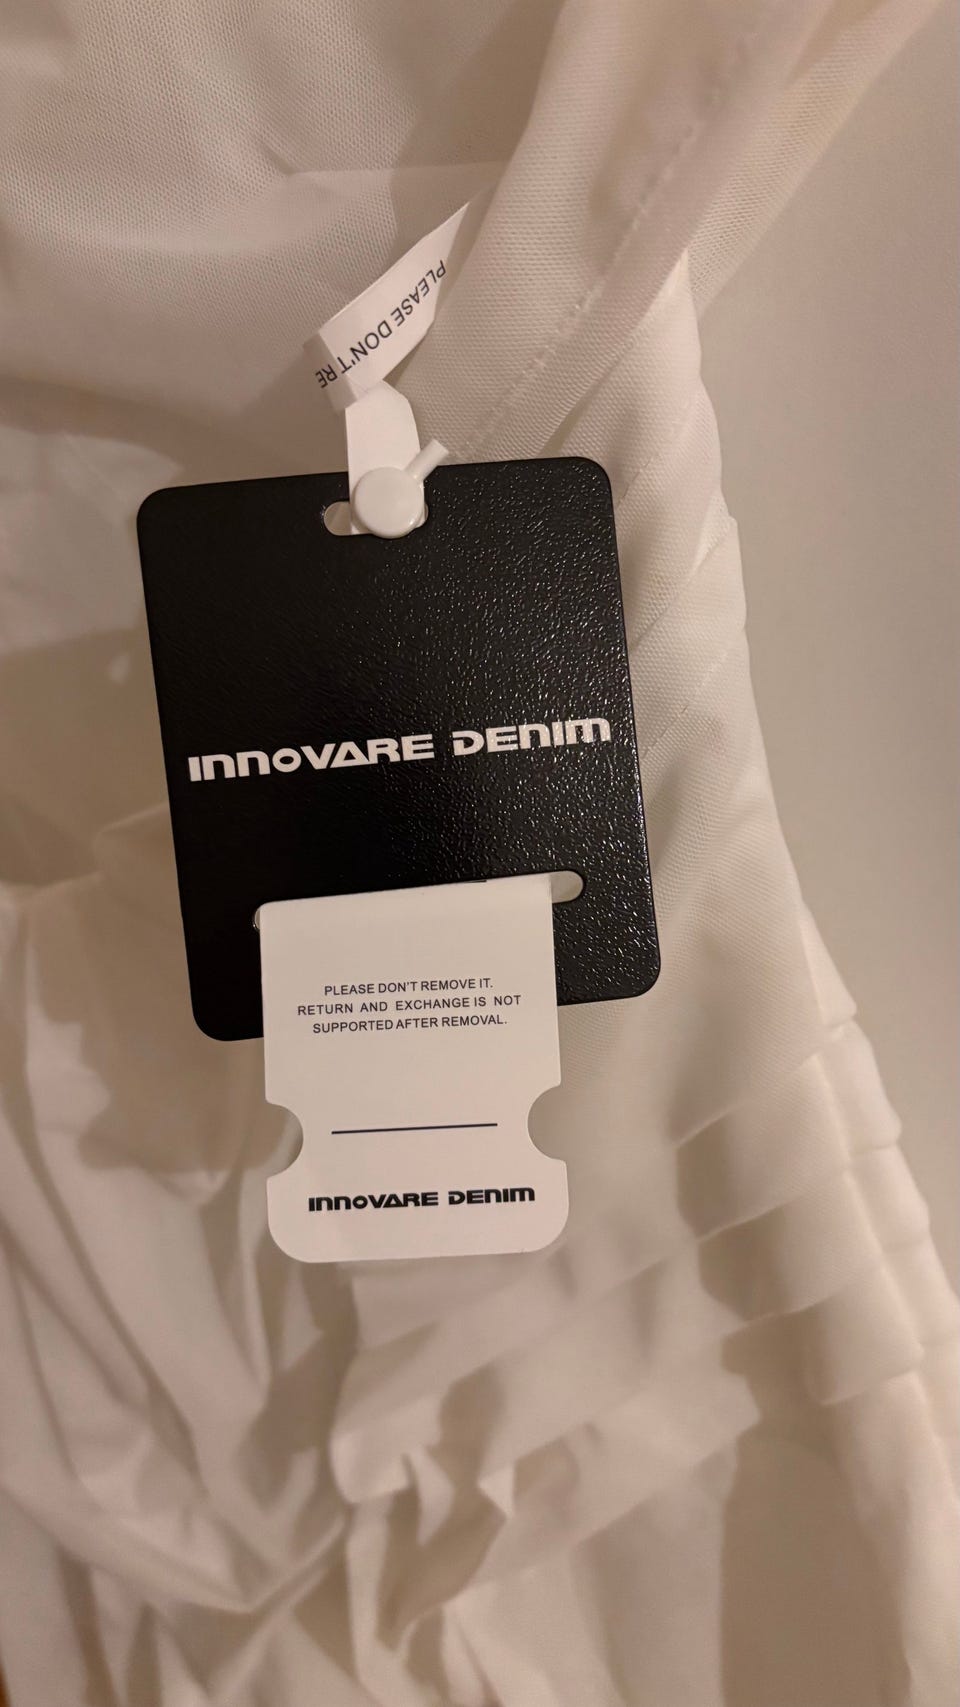 PLEASE DON'T RE
INNOVARE DENIM
PLEASE DON'T REMOVE IT.
RETURN AND EXCHANGE IS NOT
SUPPORTED AFTER REMOVAL.
INNOVARE DENIM